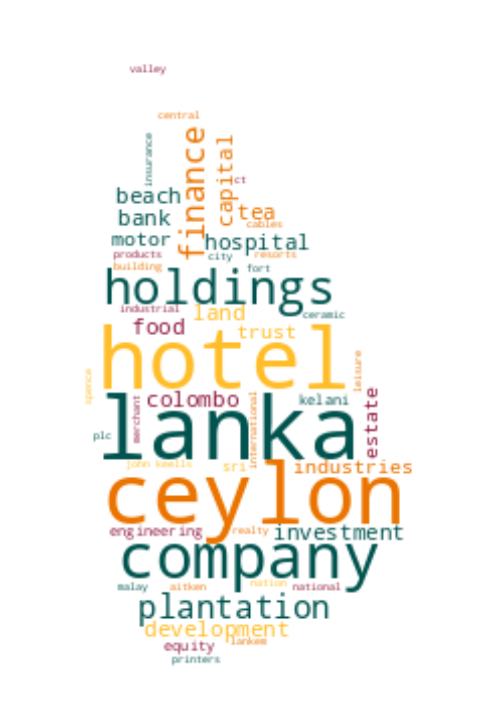 valley
central
insurance
finance
capital
ct
beach
bank
tea
cables
motor
hospital
products
city
resorts
building
fort
holdings
industrial
land
ceramic
food
trust
hotel
leisure
spence
colombo
kelani
merchant
international
estate
lanka
plc
john keells
sri
industries
ceylon
engineering
realty
investment
company
malay
aitken
nation
national
plantation
development
lankem
equity
printers